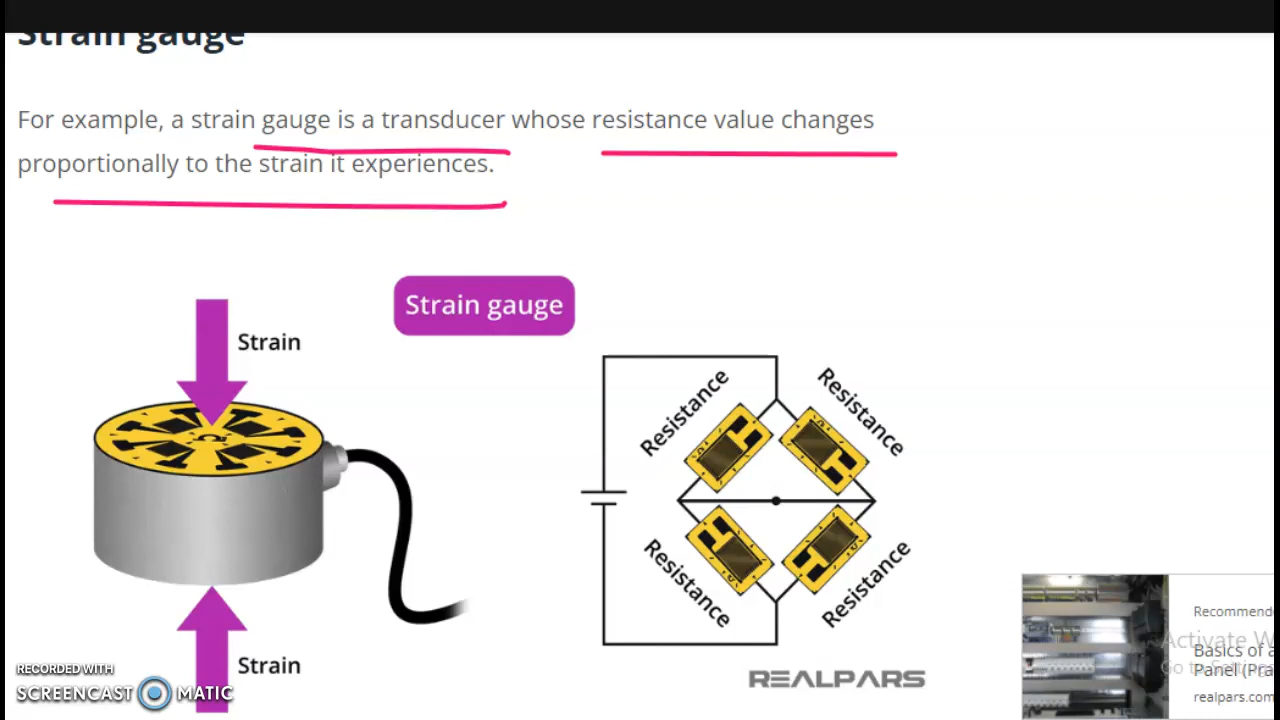 Strain gauge
For example, a strain gauge is a transducer whose resistance value changes
proportionally to the strain it experiences.
Strain gauge
Strain
Resistance
Resistance
Resistance
Resistance
Strain
REALPARS
RECORDED WITH
SCREENCAST MATIC
Recommende
Activate W
Basics of a
Go to Setting
Panel (Pra
realpars.com